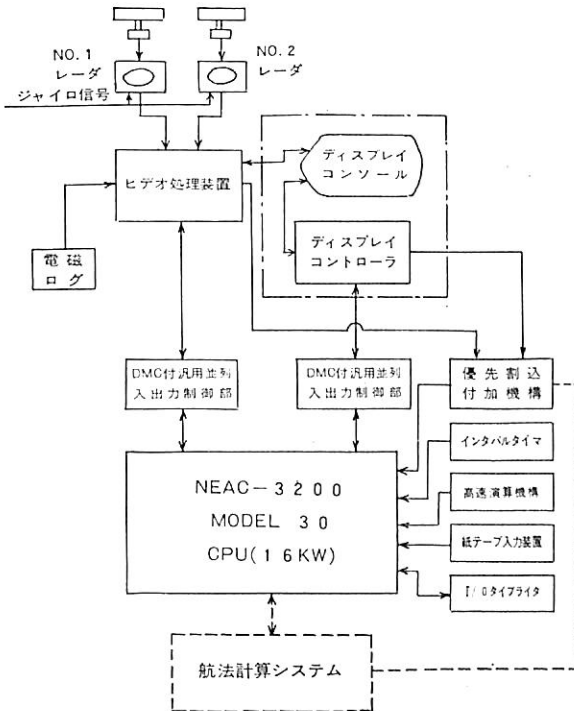 NO. 1
レーダ
NO. 2
レーダ
ジャイロ信号
ヒデオ処理装置
ディスプレイ
コンソール
ディスプレイ
コントローラ
電磁
ログ
DMC付汎用並列
入出力制御部
DMC付汎用並列
入出力制御部
優先割込
付加機構
インタバルタイマ
高速演算機構
紙テープ入力装置
I/Oタイプライタ
NEAC-3200
MODEL 30
CPU(16KW)
航法計算システム